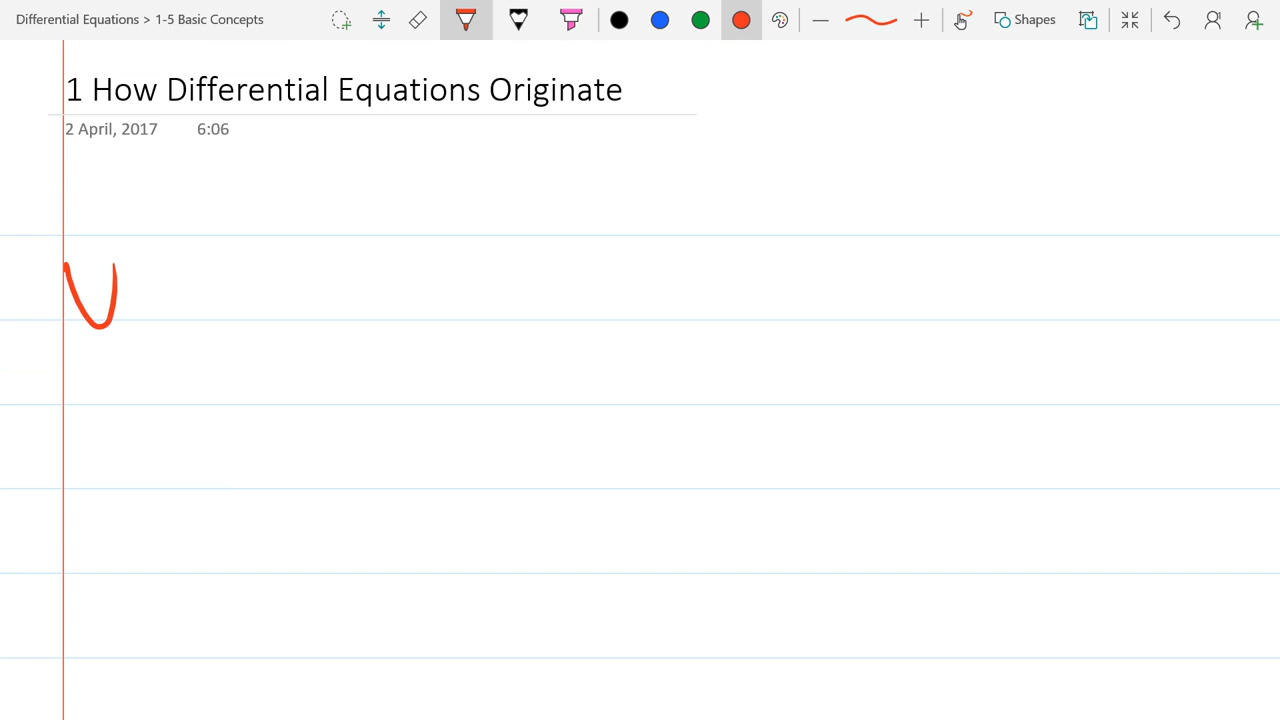 Differential Equations > 1-5 Basic Concepts
Shapes
1 How Differential Equations Originate
2 April, 2017 6:06